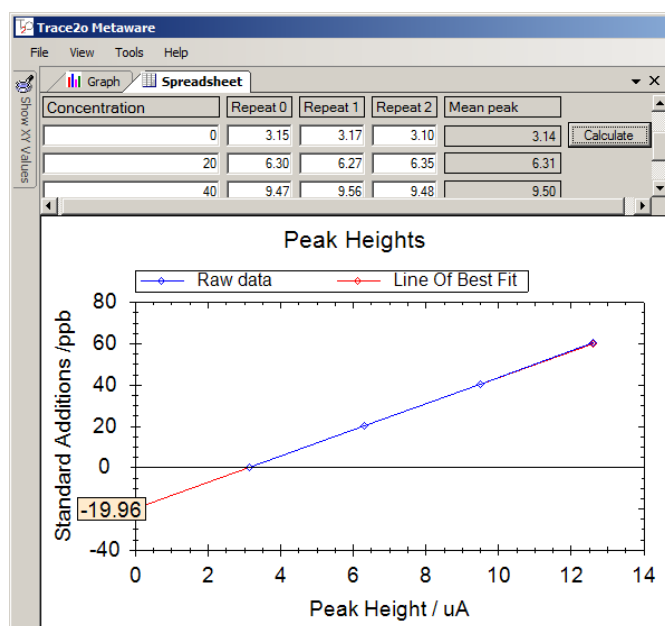 Trace2o Metaware
File View Tools Help
Show XY Values
Graph Spreadsheet
Concentration Repeat 0 Repeat 1 Repeat 2 Mean peak
0 3.15 3.17 3.10 3.14 Calculate
20 6.30 6.27 6.35 6.31
40 9.47 9.56 9.48 9.50
Peak Heights
Raw data Line Of Best Fit
Standard Additions /ppb
80
60
40
20
0
-19.96
-40
0 2 4 6 8 10 12 14
Peak Height / uA